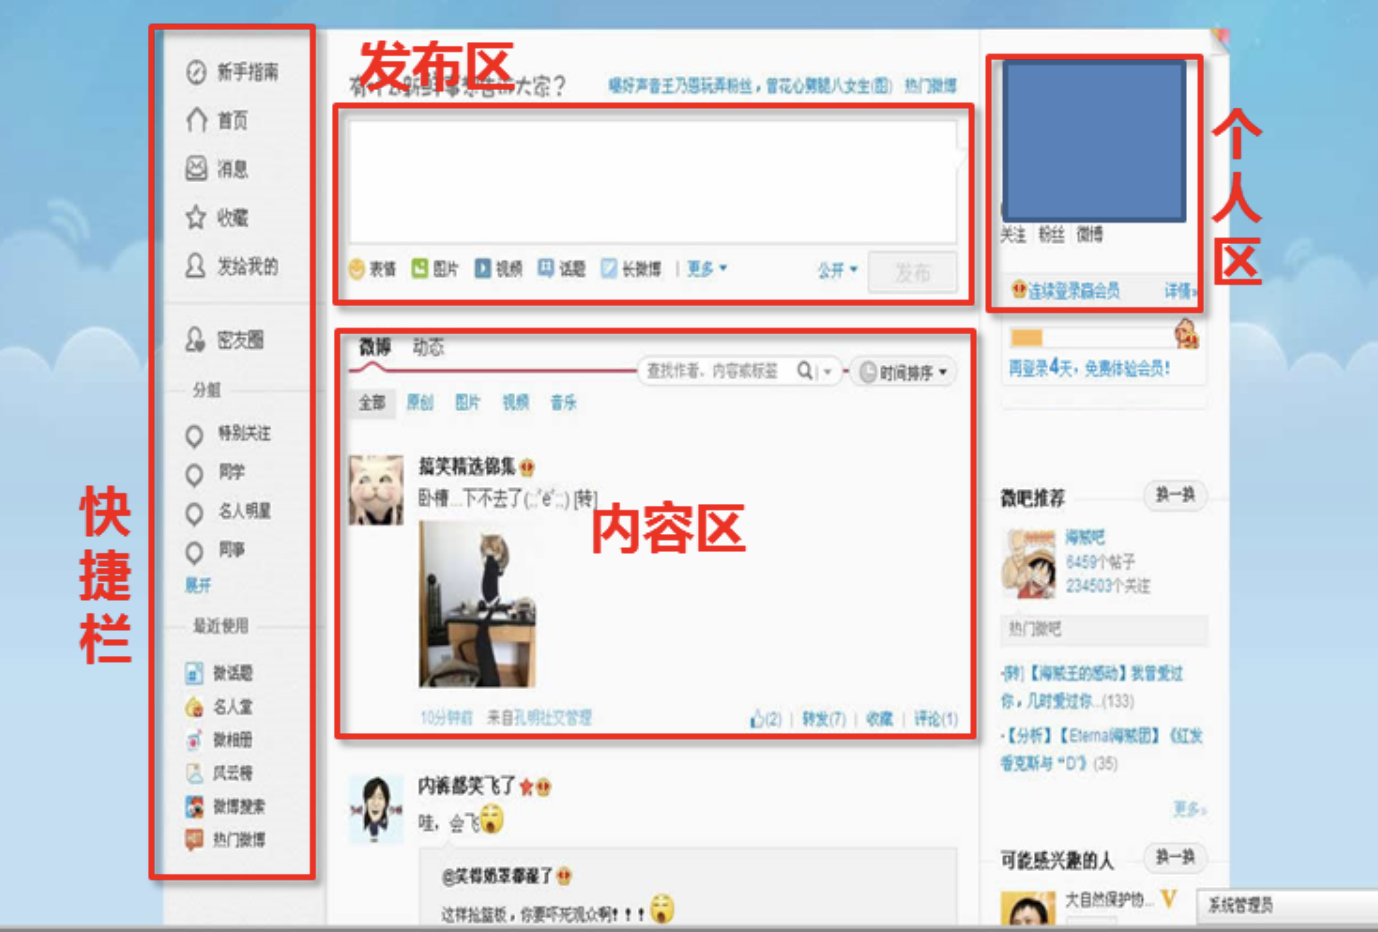 新手指南
首页
消息
收藏
发给我的
密友圈
分组
特别关注
同学
名人明星
同事
展开
最近使用
微话题
名人堂
微相册
风云榜
微博搜索
热门微博
快捷栏
发布区
有什么新鲜事想告诉大家?
曝好声音王乃恩玩弄粉丝,曾花心劈腿八女生(图) 热门微博
表情 图片 视频 话题 长微博 | 更多 公开 发布
微博 动态
查找作者、内容或标签 时间排序
全部 原创 图片 视频 音乐
搞笑精选锦集
卧槽...下不去了 [转]
内容区
10分钟前 来自孔明社交管理 (2) | 转发(7) | 收藏 | 评论(1)
内裤都笑飞了
哇,会飞
@笑得奶罩都醒了
这样抢篮板,你要吓死观众啊!!!
个人区
关注 粉丝 微博
连续登录赢会员 详情»
再登录4天,免费体验会员!
微吧推荐 换一换
海贼吧
6459个帖子
234503个关注
热门微吧
·[转]【海贼王的感动】我曾爱过
你,几时爱过你...(133)
·【分析】【Eternal海贼团】《红发
香克斯与“D”》(35)
更多»
可能感兴趣的人 换一换
大自然保护协... V
系统管理员